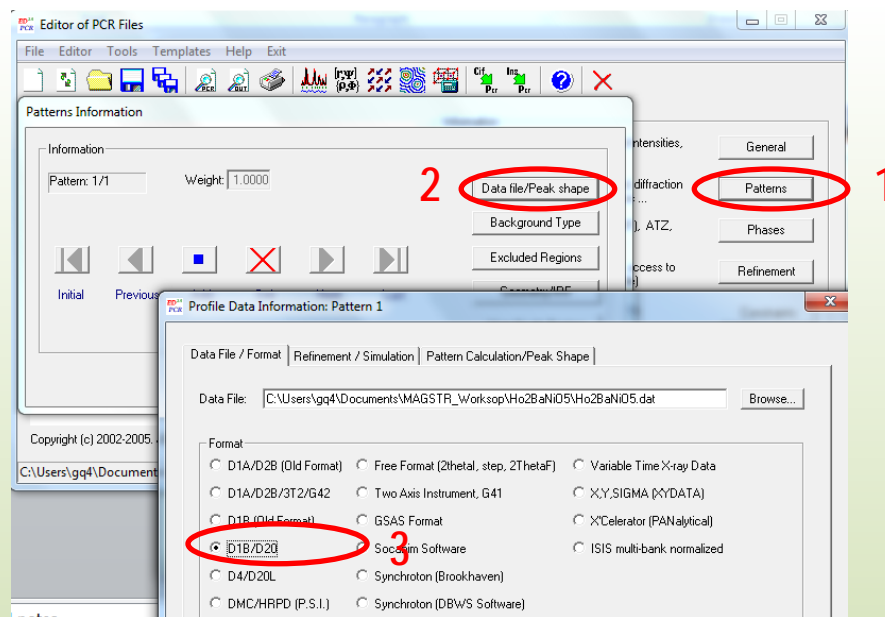 Editor of PCR Files
File Editor Tools Templates Help Exit
Patterns Information
Information
Pattern: 1/1 Weight: 1.0000
2
Data file/Peak shape
Background Type
Excluded Regions
Initial Previous
ntensities, General
diffraction
Patterns
1
), ATZ, Phases
ccess to
Refinement
Profile Data Information: Pattern 1
Data File / Format Refinement / Simulation Pattern Calculation/Peak Shape
Data File: C:\Users\gq4\Documents\MAGSTR_Worksop\Ho2BaNiO5\Ho2BaNiO5.dat Browse...
Format
D1A/D2B (Old Format) Free Format (2thetaI, step, 2ThetaF) Variable Time X-ray Data
D1A/D2B/3T2/G42 Two Axis Instrument, G41 X,Y,SIGMA (XYDATA)
D1B (Old Format) GSAS Format X'Celerator (PANalytical)
D1B/D20 3 Socabim Software ISIS multi-bank normalized
D4/D20L Synchroton (Brookhaven)
DMC/HRPD (P.S.I.) Synchroton (DBWS Software)
Copyright (c) 2002-2005.
C:\Users\gq4\Document